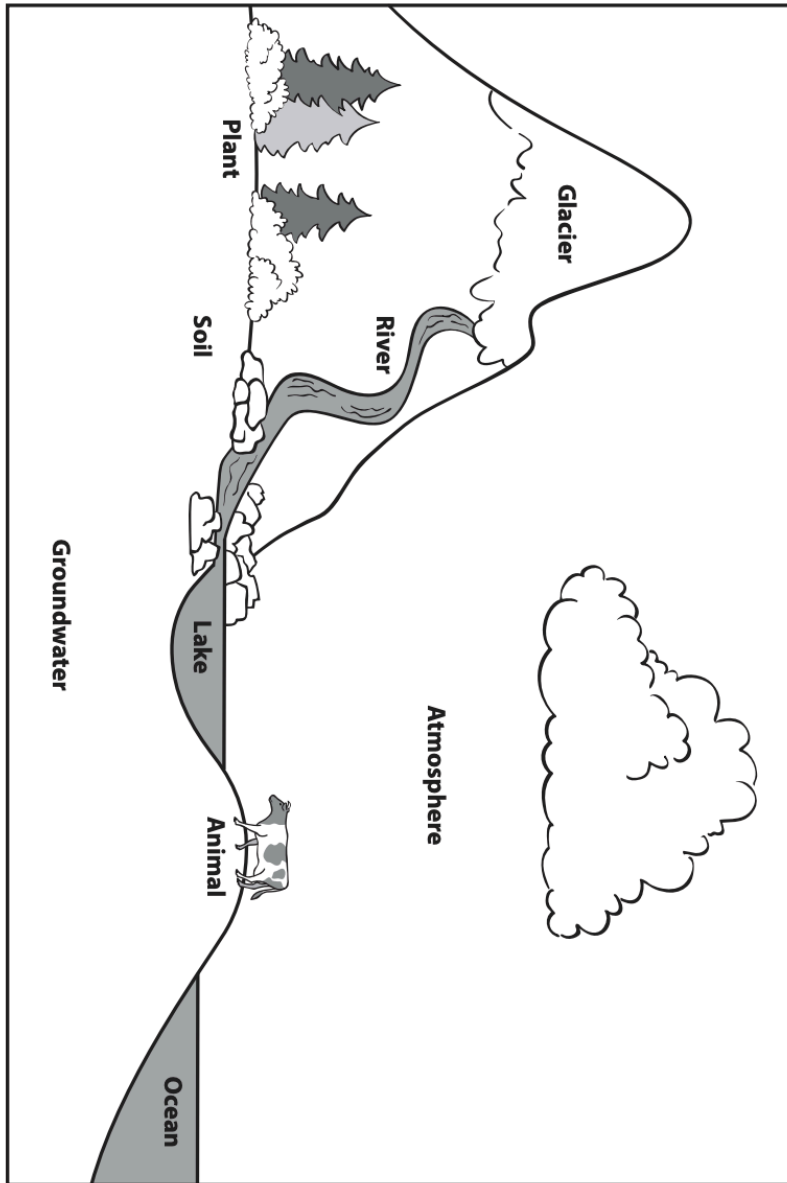 Glacier
Atmosphere
River
Plant
Soil
Lake
Animal
Ocean
Groundwater